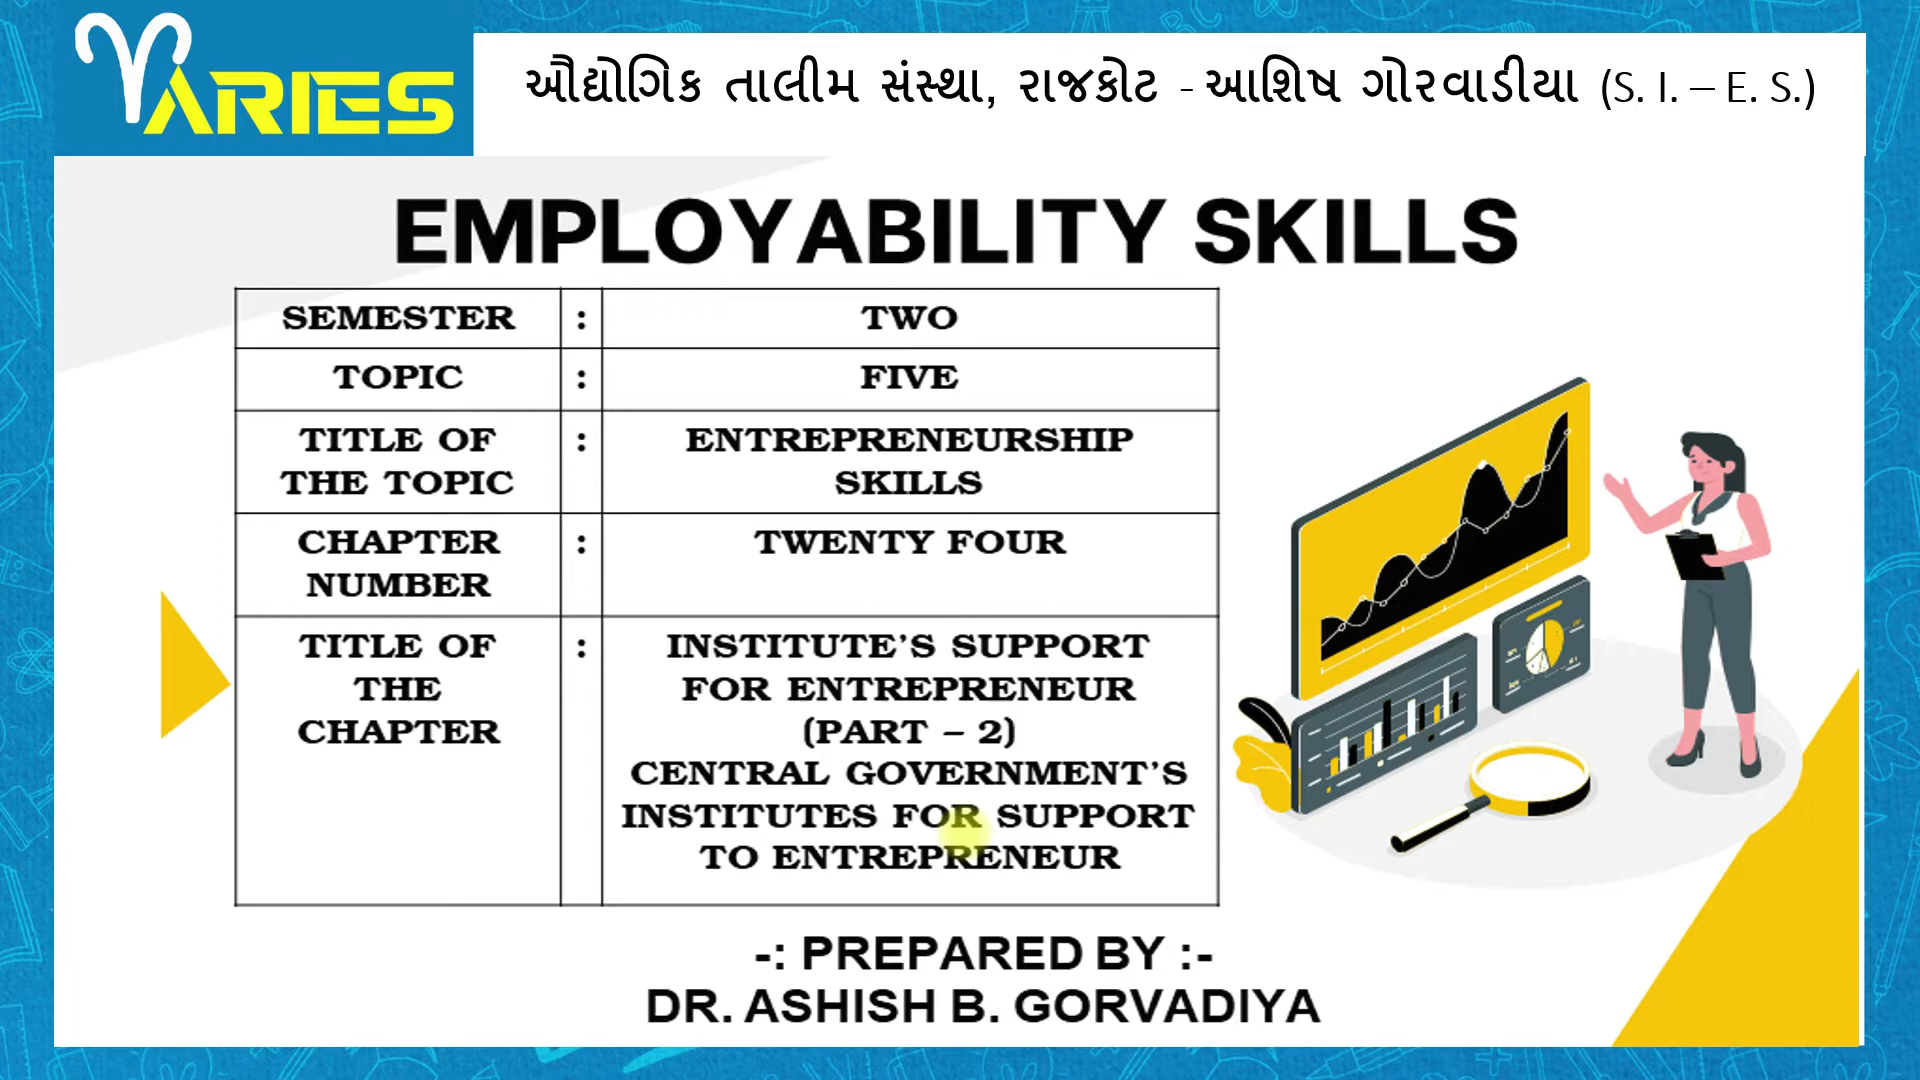 ARIES
ઔદ્યોગિક તાલીમ સંસ્થા, રાજકોટ - આશિષ ગોરવાડીયા (S. I. – E. S.)
EMPLOYABILITY SKILLS
SEMESTER : TWO
TOPIC : FIVE
TITLE OF : ENTREPRENEURSHIP
THE TOPIC SKILLS
CHAPTER : TWENTY FOUR
NUMBER
TITLE OF : INSTITUTE’S SUPPORT
THE FOR ENTREPRENEUR
CHAPTER (PART – 2)
CENTRAL GOVERNMENT’S
INSTITUTES FOR SUPPORT
TO ENTREPRENEUR
-: PREPARED BY :-
DR. ASHISH B. GORVADIYA